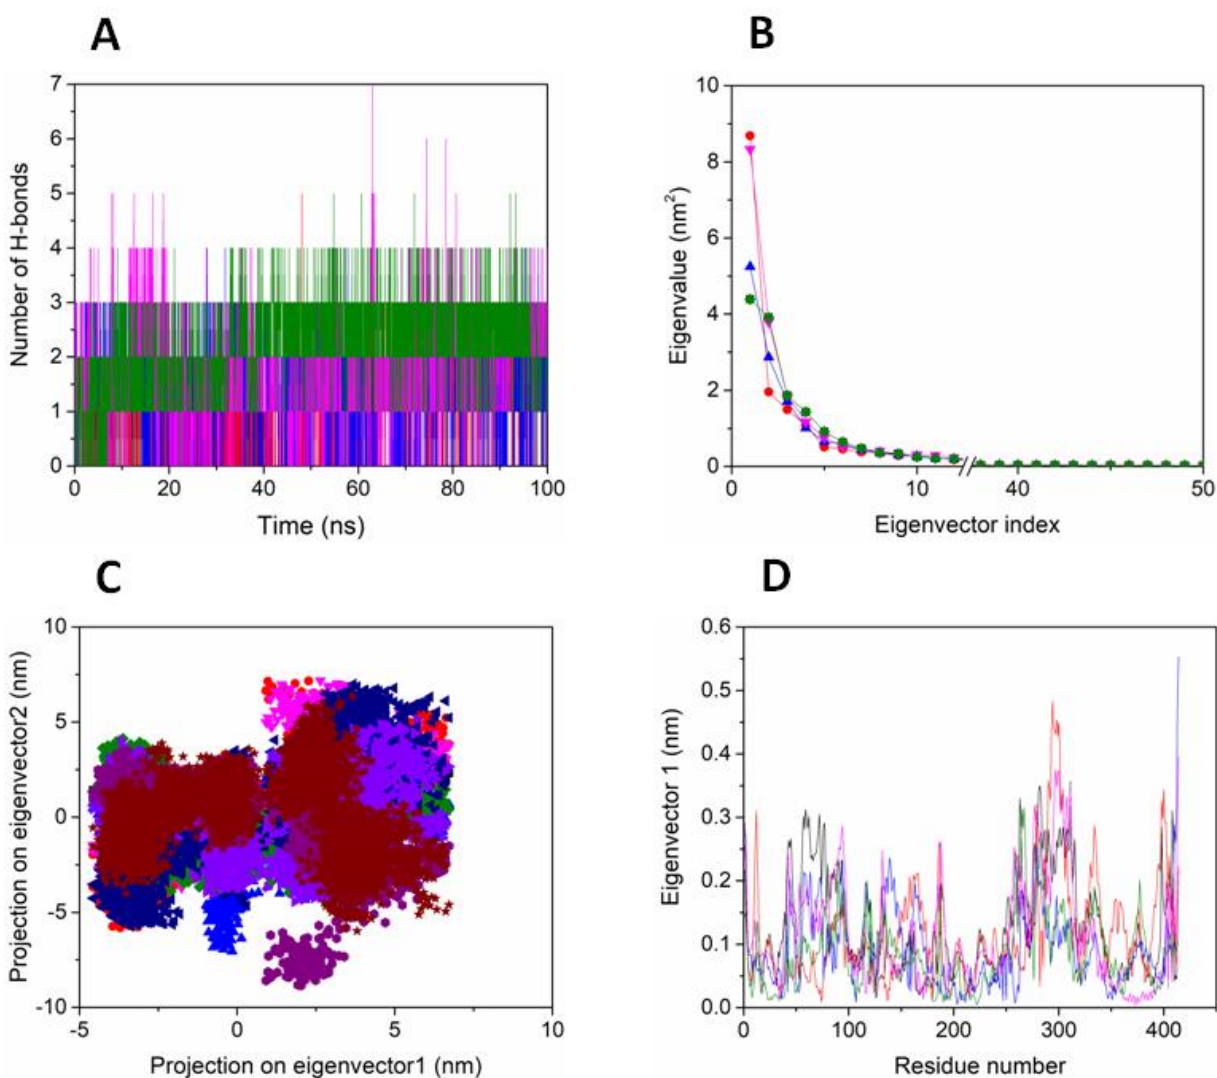 A
7
6
5
4
3
2
1
0
Number of H-bonds
0 20 40 60 80 100
Time (ns)
B
10
8
6
4
2
0
Eigenvalue (nm²)
0 10 40 50
Eigenvector index
C
10
5
0
-5
-10
Projection on eigenvector2 (nm)
-5 0 5 10
Projection on eigenvector1 (nm)
D
0.6
0.5
0.4
0.3
0.2
0.1
0.0
Eigenvector 1 (nm)
0 100 200 300 400
Residue number